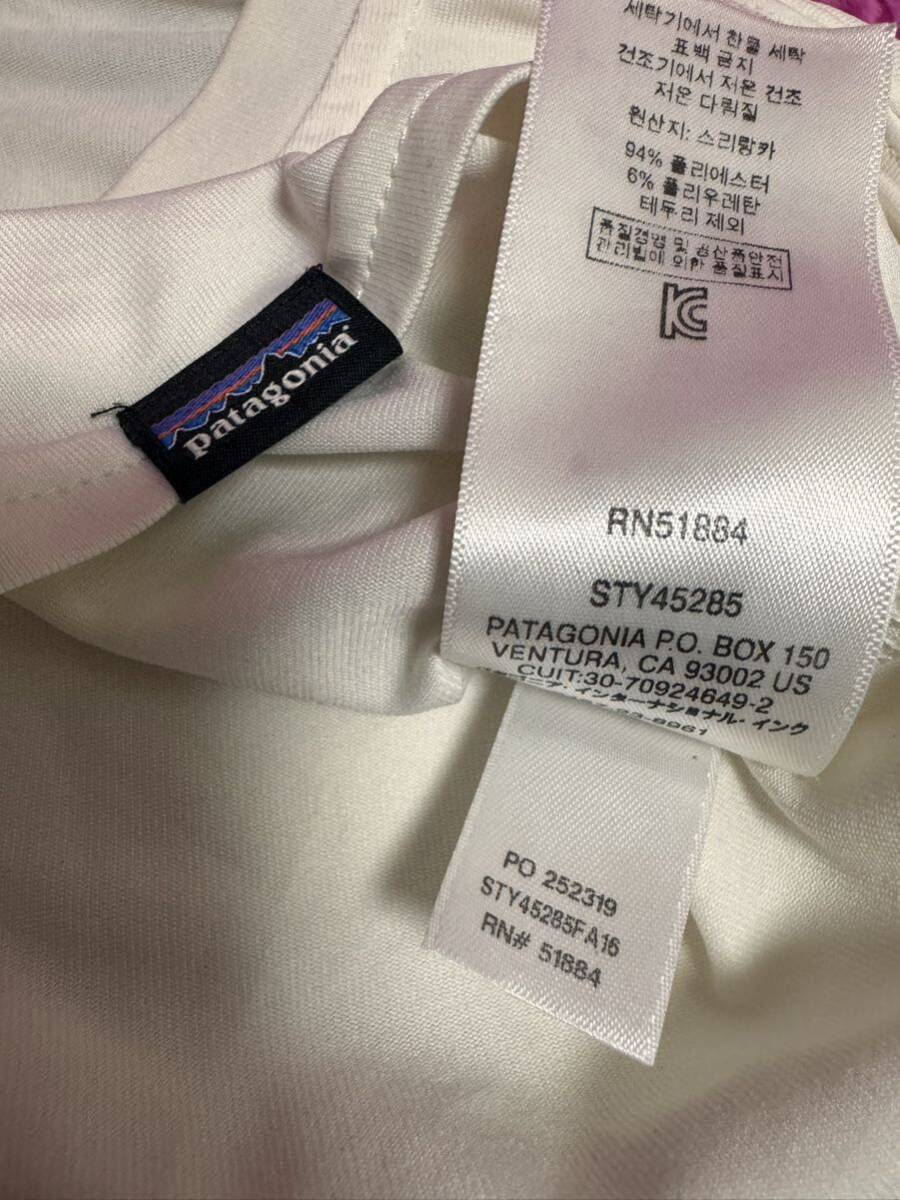 세탁기에서 찬물 세탁
표백 금지
건조기에서 저온 건조
저온 다림질
원산지: 스리랑카
94% 폴리에스터
6% 폴리우레탄
테두리 제외
품질경영 및 공산품안전
관리법에 의한 품질표시
KC
patagonia®
RN51884
STY45285
PATAGONIA P.O. BOX 150
VENTURA, CA 93002 US
CUIT:30-70924649-2
インターナショナル・インク
PO 252319
STY45285FA16
RN# 51884